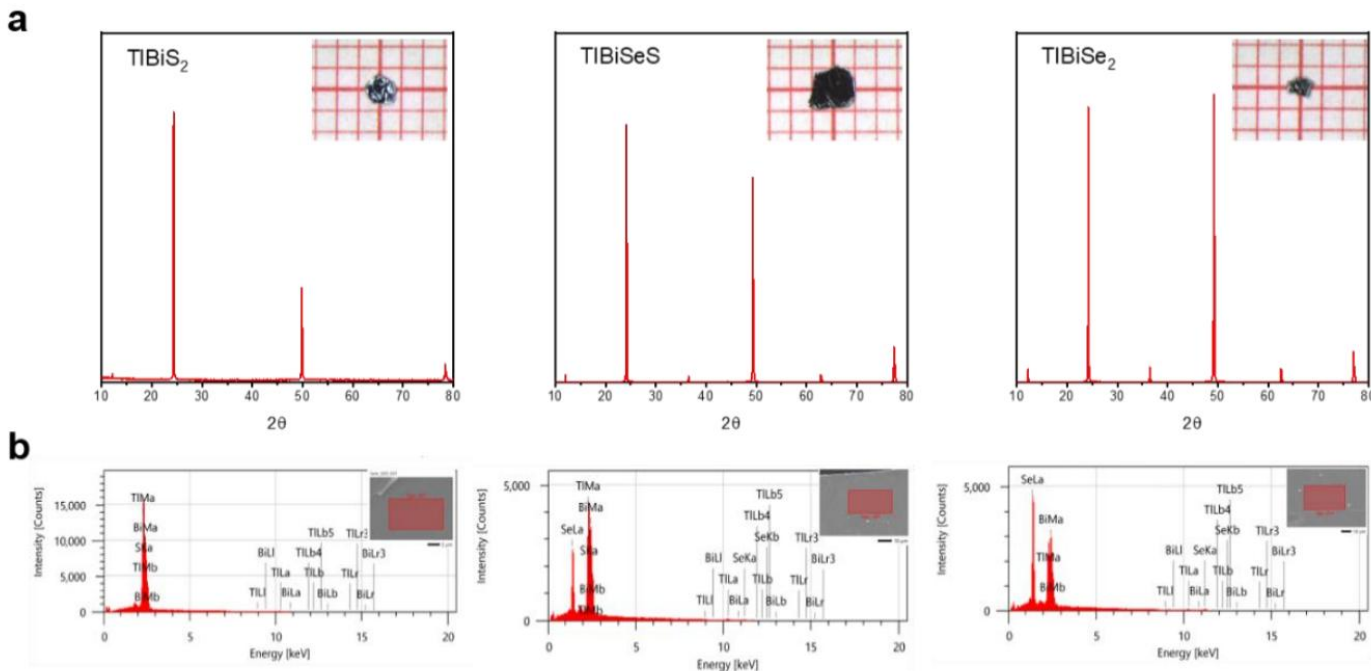 a
TlBiS2
10 20 30 40 50 60 70 80
2θ
TlBiSeS
10 20 30 40 50 60 70 80
2θ
TlBiSe2
10 20 30 40 50 60 70 80
2θ
b
Intensity [Counts]
15,000
10,000
5,000
0
TlMa
BiMa
SKa
TlMb
BiMb
TlLb5
BiLl
TlLb4
TlLr3
BiLr3
TlLa
TlLb
TlLr
TlLl
BiLa
BiLb
BiLr
0 5 10 15 20
Energy [keV]
Intensity [Counts]
5,000
0
TlMa
BiMa
SeLa
SKa
BiMb
TlMb
TlLb5
TlLb4
SeKb
TlLr3
BiLl
SeKa
BiLr3
TlLa
TlLb
TlLr
TlLl
BiLa
BiLb
BiLr
0 5 10 15 20
Energy [keV]
Intensity [Counts]
5,000
0
SeLa
BiMa
TlMa
BiMb
TlLb5
TlLb4
TlLr3
BiLl
SeKa
SeKb
BiLr3
TlLa
TlLb
TlLr
TlLl
BiLa
BiLb
BiLr
0 5 10 15 20
Energy [keV]